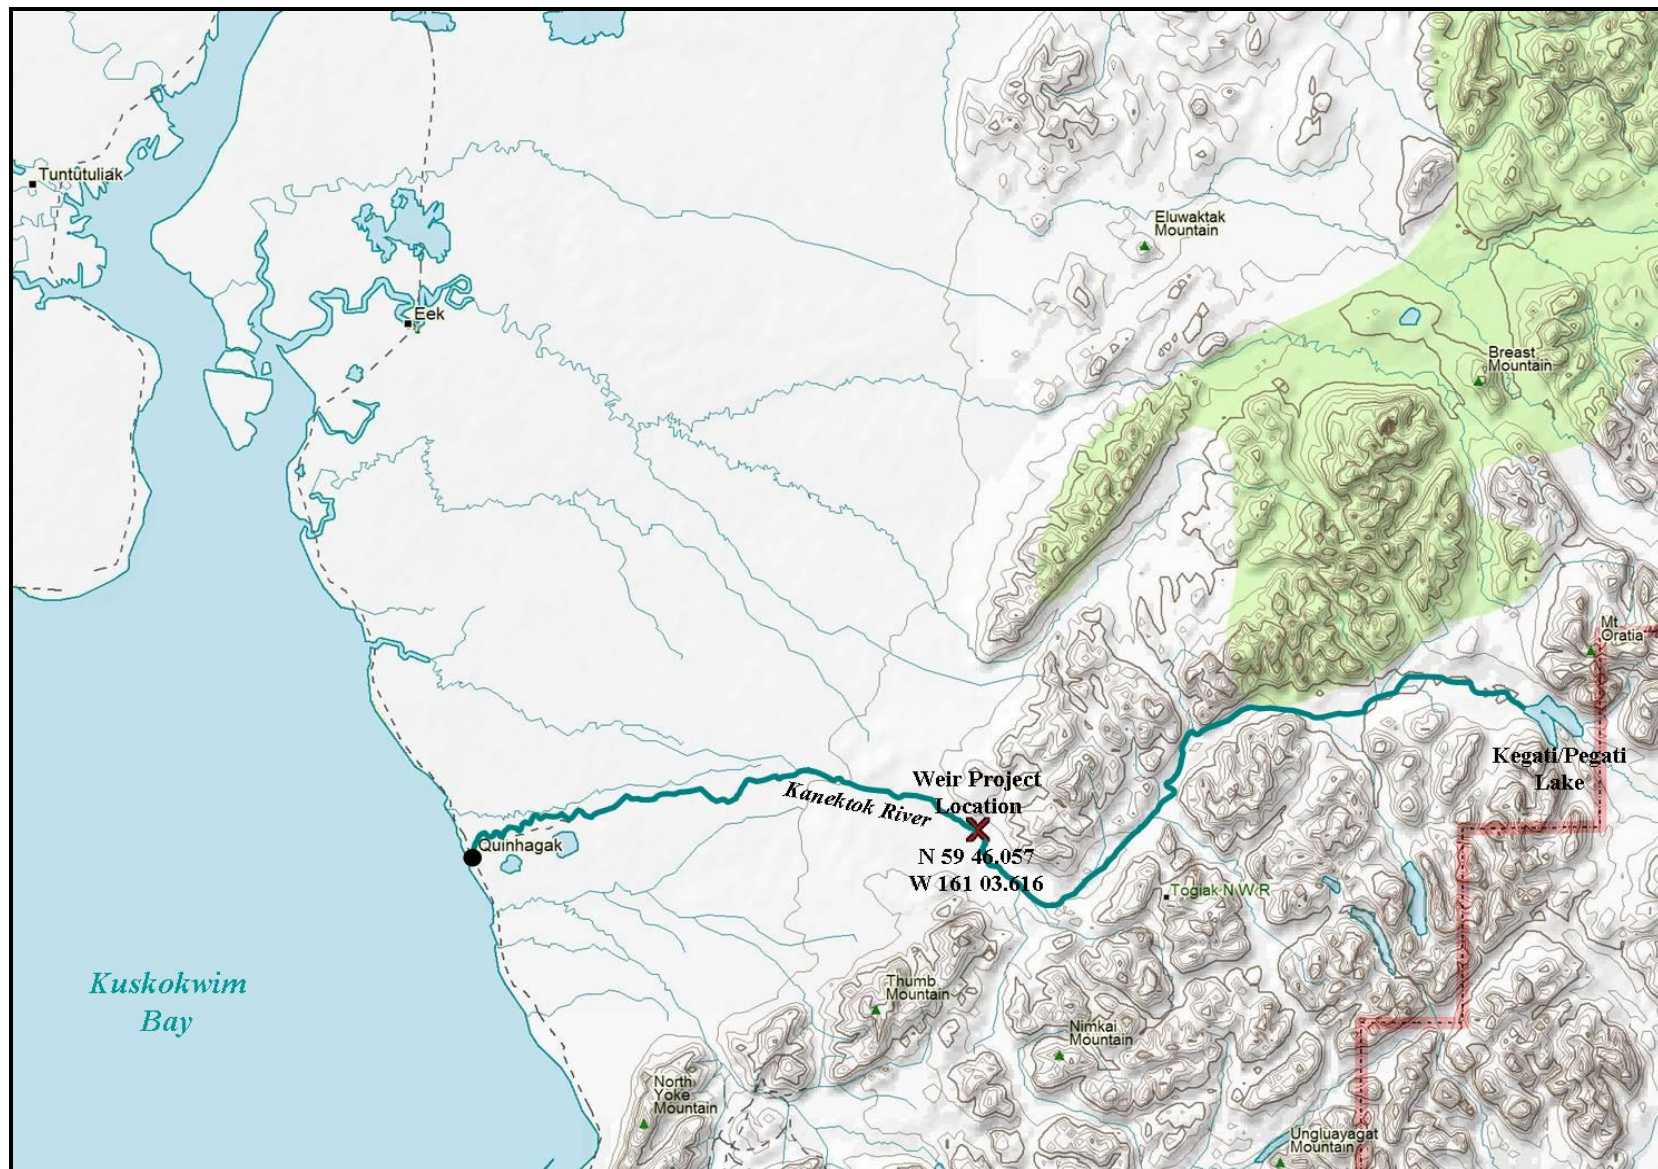 Tuntûtuliak
Eluwaktak
Mountain
Eek
Breast
Mountain
Mt
Oratia
Kegati/Pegati
Lake
Weir Project
Location
Kanektok River
Quinhagak
N 59 46.057
W 161 03.616
Togiak N W R
Kuskokwim
Bay
Thumb
Mountain
Nimkai
Mountain
North
Yoke
Mountain
Ungluayagat
Mountain